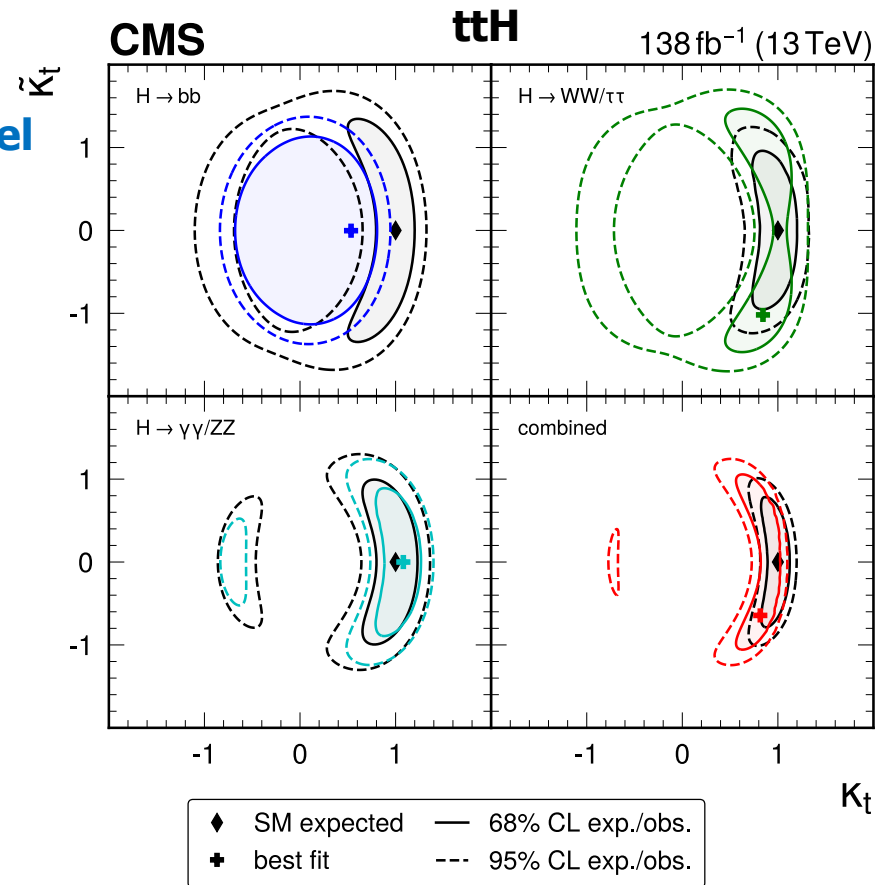 ttH
CMS
138 fb⁻¹ (13 TeV)
κ̃ₜ
el
H → bb
H → WW/ττ
1
0
-1
H → γγ/ZZ
combined
1
0
-1
-1 0 1 -1 0 1
κₜ
SM expected 68% CL exp./obs.
best fit 95% CL exp./obs.